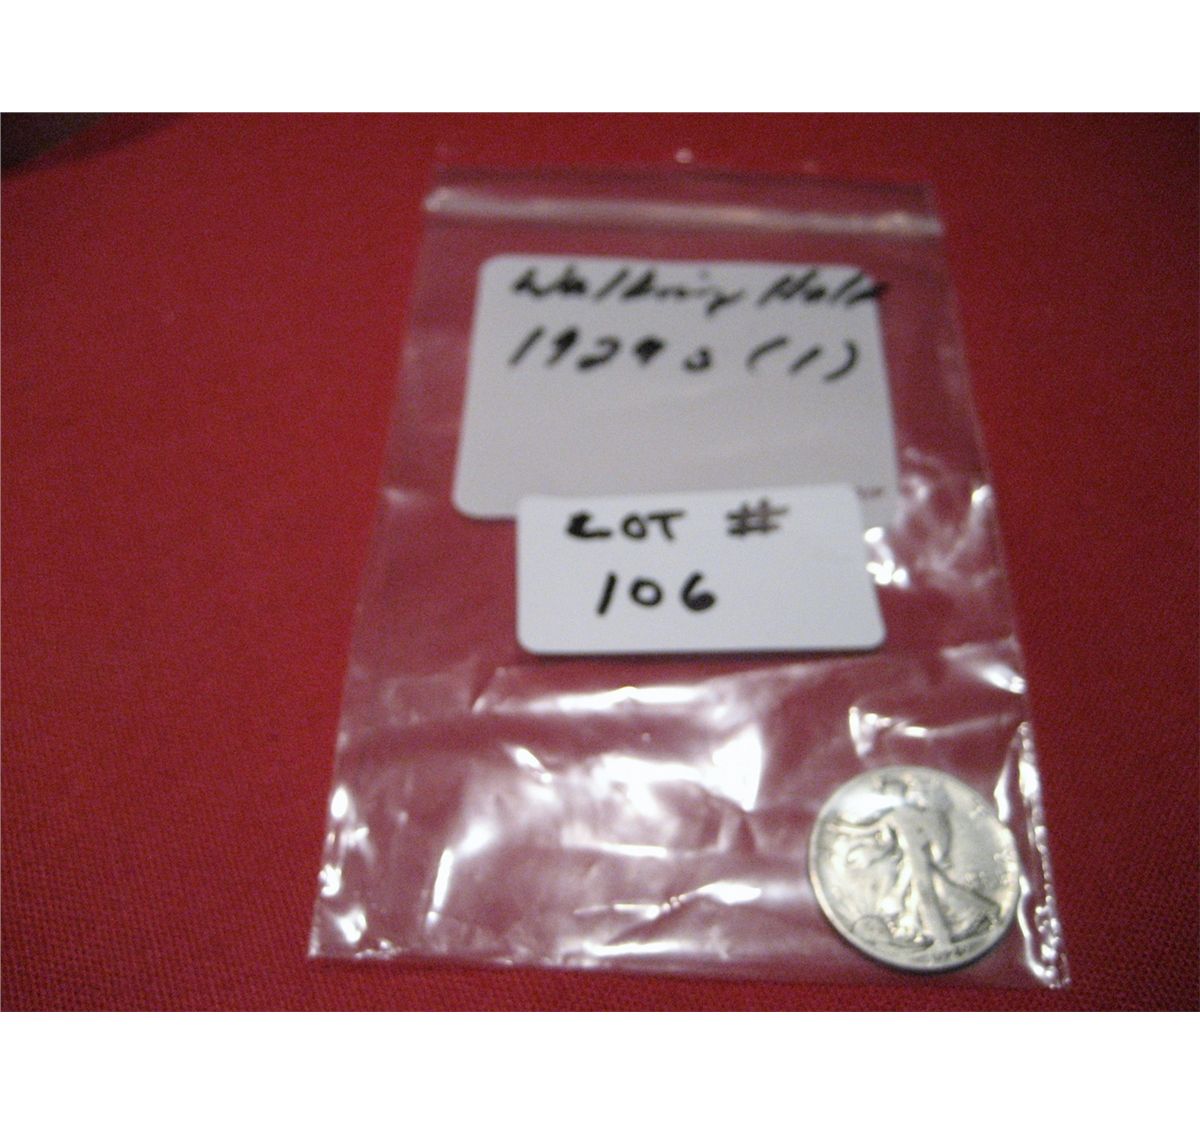 Walking Half
1929 s (1)
LOT #
106